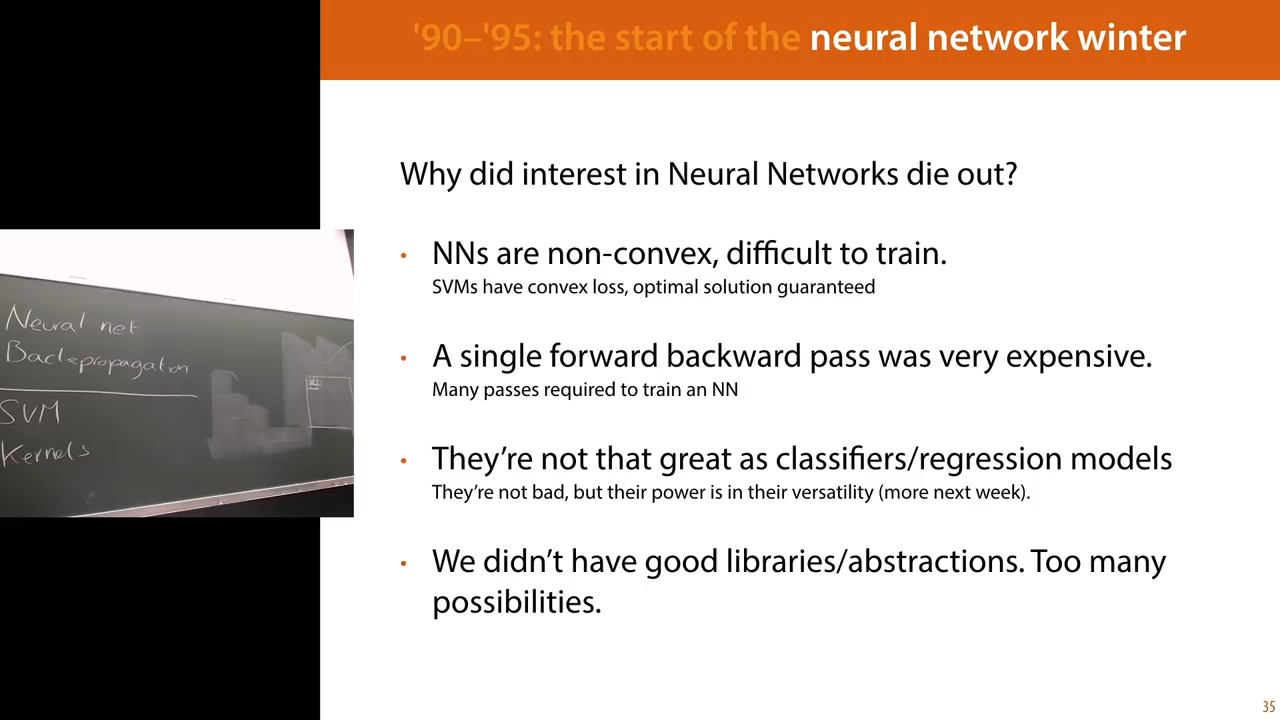 '90–'95: the start of the neural network winter
Why did interest in Neural Networks die out?
• NNs are non-convex, difficult to train.
SVMs have convex loss, optimal solution guaranteed
• A single forward backward pass was very expensive.
Many passes required to train an NN
• They're not that great as classifiers/regression models
They're not bad, but their power is in their versatility (more next week).
• We didn't have good libraries/abstractions. Too many
possibilities.
Neural net
Backpropagation
SVM
Kernels
35